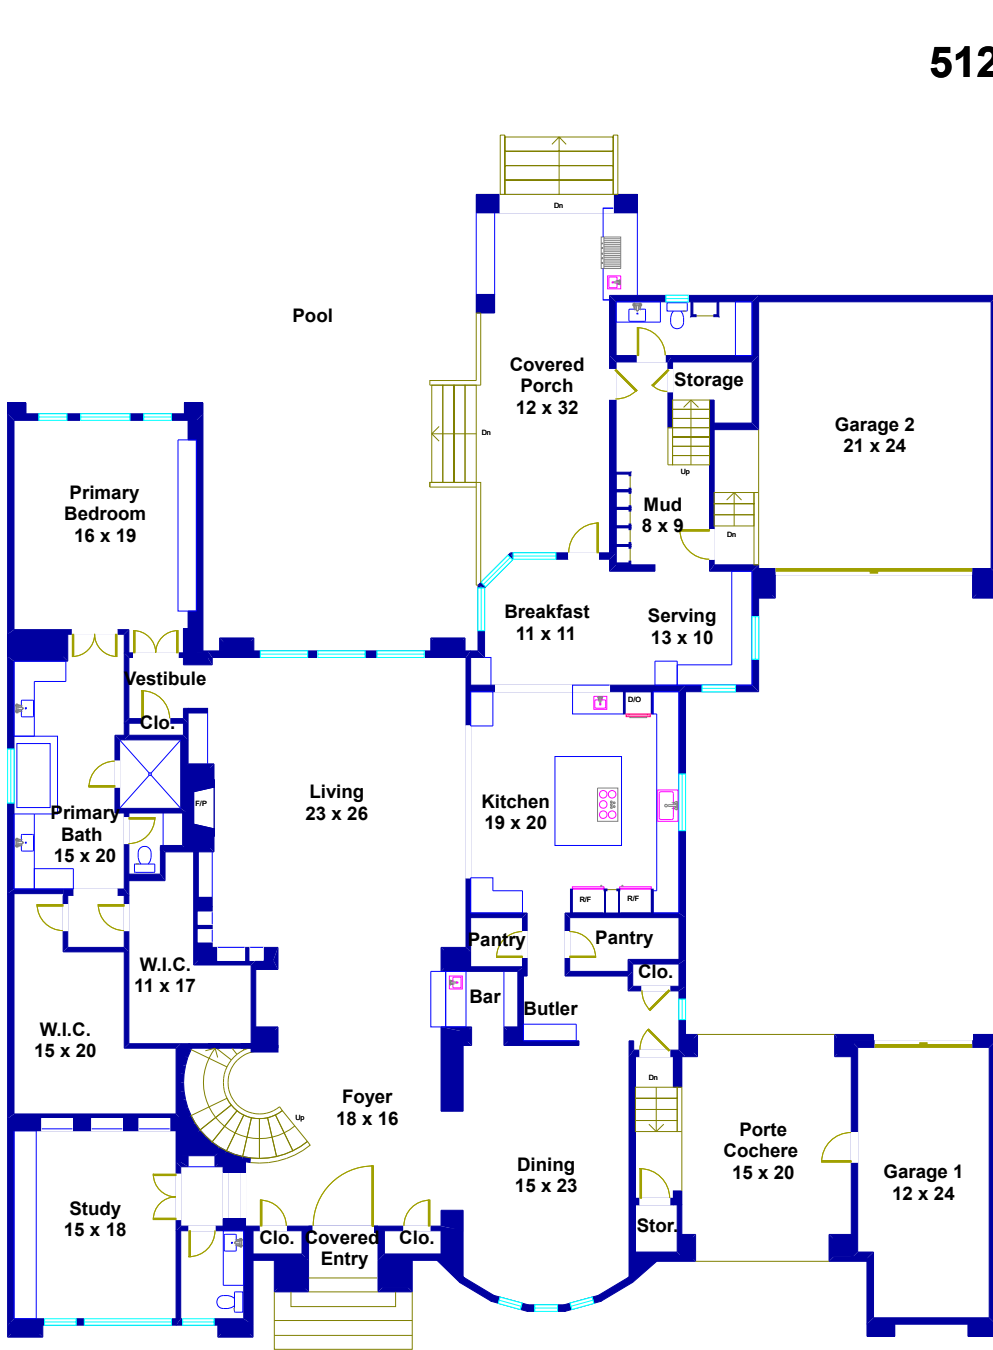 512
Dn
Pool
Covered
Porch
12 x 32
Storage
Garage 2
21 x 24
Dn
Up
Primary
Bedroom
16 x 19
Mud
8 x 9
Dn
Breakfast
11 x 11
Serving
13 x 10
Vestibule
Clo.
D/O
Living
23 x 26
F/P
Kitchen
19 x 20
Primary
Bath
15 x 20
R/F
R/F
Pantry
Pantry
W.I.C.
11 x 17
Clo.
Bar
Butler
W.I.C.
15 x 20
Dn
Foyer
18 x 16
Up
Porte
Cochere
15 x 20
Dining
15 x 23
Garage 1
12 x 24
Study
15 x 18
Stor.
Clo.
Covered
Entry
Clo.